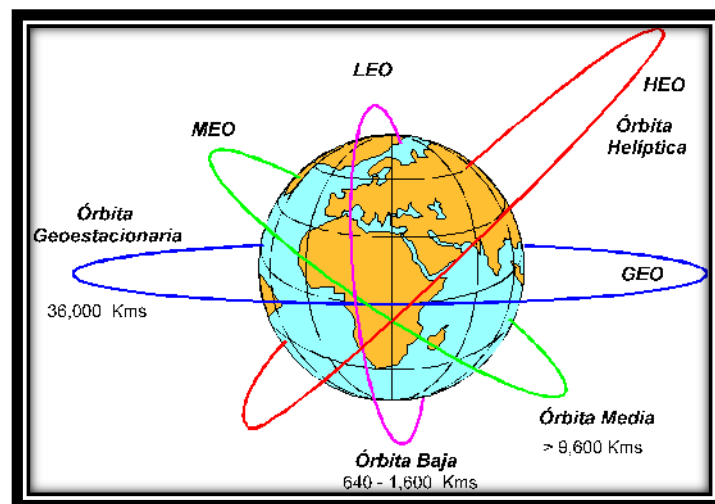 LEO
HEO
Órbita
Helíptica
MEO
Órbita
Geoestacionaria
GEO
36,000 Kms
Órbita Media
> 9,600 Kms
Órbita Baja
640 - 1,600 Kms